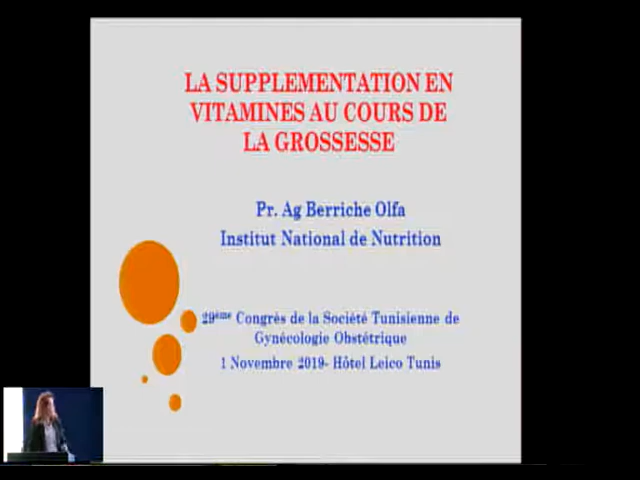 LA SUPPLEMENTATION EN
VITAMINES AU COURS DE
LA GROSSESSE
Pr. Ag Berriche Olfa
Institut National de Nutrition
29ème Congrès de la Société Tunisienne de
Gynécologie Obstétrique
1 Novembre 2019- Hôtel Leico Tunis